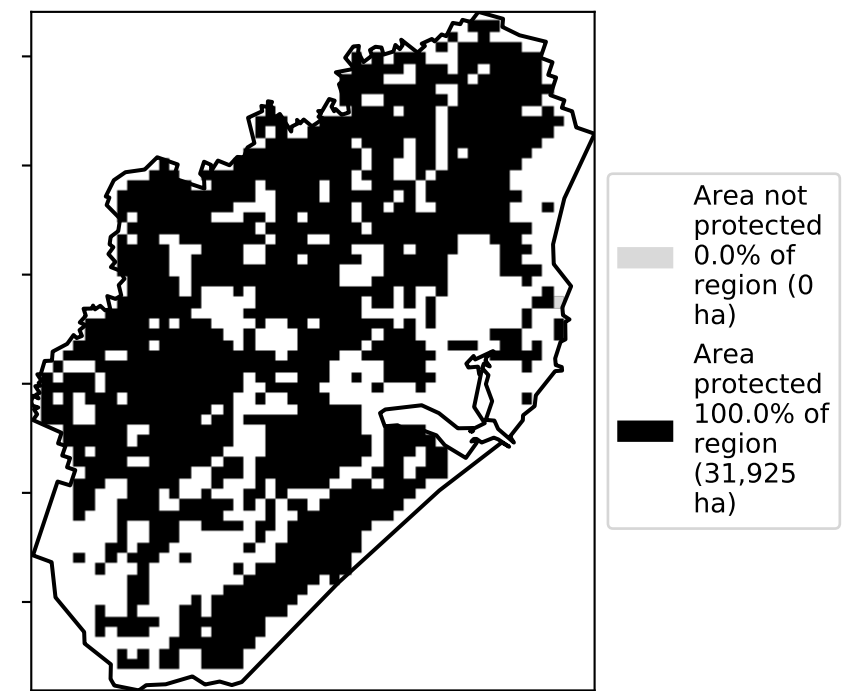 Area not
protected
0.0% of
region (0
ha)
Area
protected
100.0% of
region
(31,925
ha)